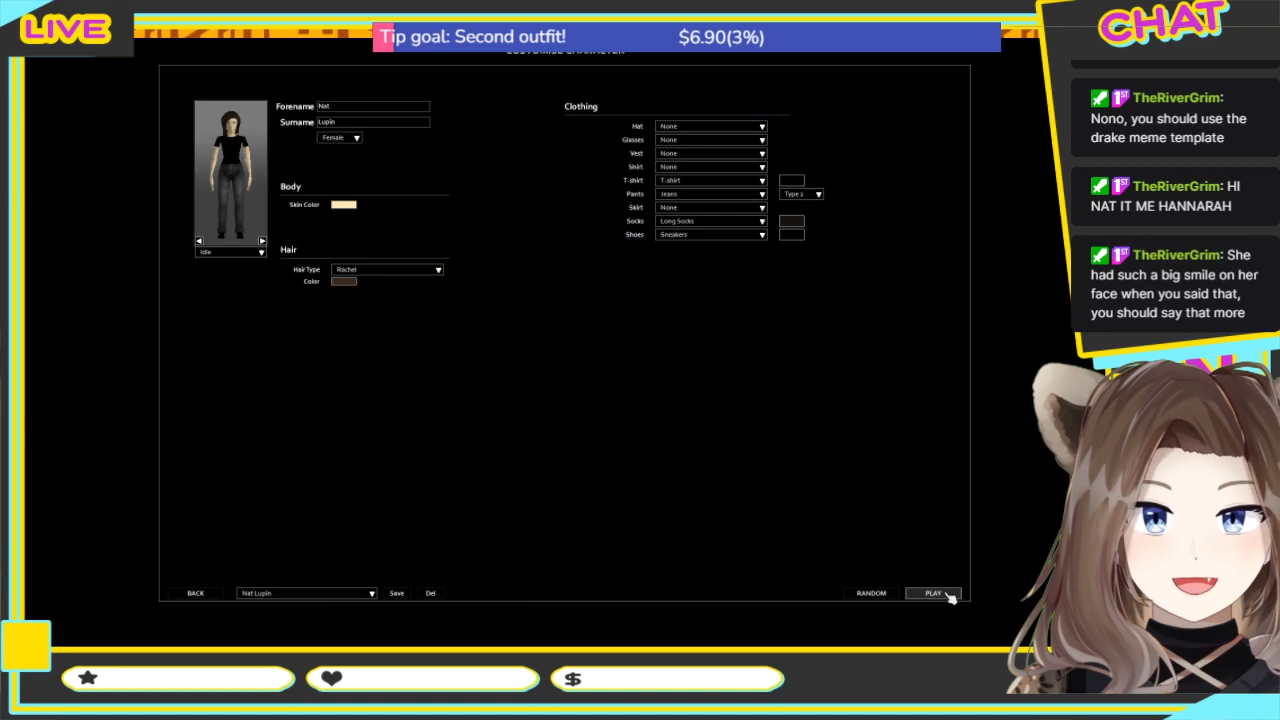 LIVE
Tip goal: Second outfit! $6.90(3%)
CUSTOMISE CHARACTER
Forename Nat
Surname Lupin
Female
Body
Skin Color
Hair
Hair Type Rachel
Color
Idle
Clothing
Hat None
Glasses None
Vest None
Shirt None
T-shirt T-shirt
Pants Jeans Type 2
Skirt None
Socks Long Socks
Shoes Sneakers
BACK Nat Lupin Save Del RANDOM PLAY
CHAT
TheRiverGrim:
Nono, you should use the
drake meme template
TheRiverGrim: HI
NAT IT ME HANNARAH
TheRiverGrim: She
had such a big smile on her
face when you said that,
you should say that more
$